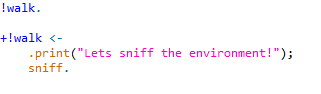 !walk.
+!walk <-
.print("Lets sniff the environment!");
sniff.